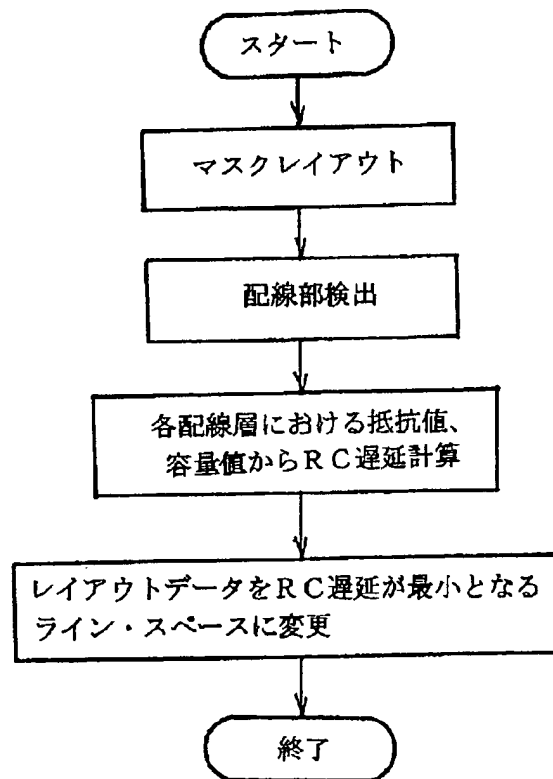 スタート
マスクレイアウト
配線部検出
各配線層における抵抗値、
容量値からＲＣ遅延計算
レイアウトデータをＲＣ遅延が最小となる
ライン・スペースに変更
終了